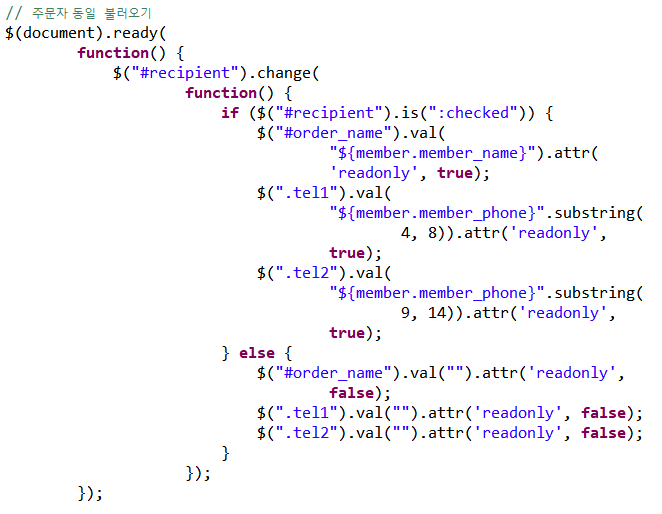 // 주문자 동일 불러오기
$(document).ready(
        function() {
            $("#recipient").change(
                    function() {
                        if ($("#recipient").is(":checked")) {
                            $("#order_name").val(
                                    "${member.member_name}").attr(
                                    'readonly', true);
                            $(".tel1").val(
                                    "${member.member_phone}".substring(
                                            4, 8)).attr('readonly',
                                    true);
                            $(".tel2").val(
                                    "${member.member_phone}".substring(
                                            9, 14)).attr('readonly',
                                    true);
                        } else {
                            $("#order_name").val("").attr('readonly',
                                    false);
                            $(".tel1").val("").attr('readonly', false);
                            $(".tel2").val("").attr('readonly', false);
                        }
                    });
        });